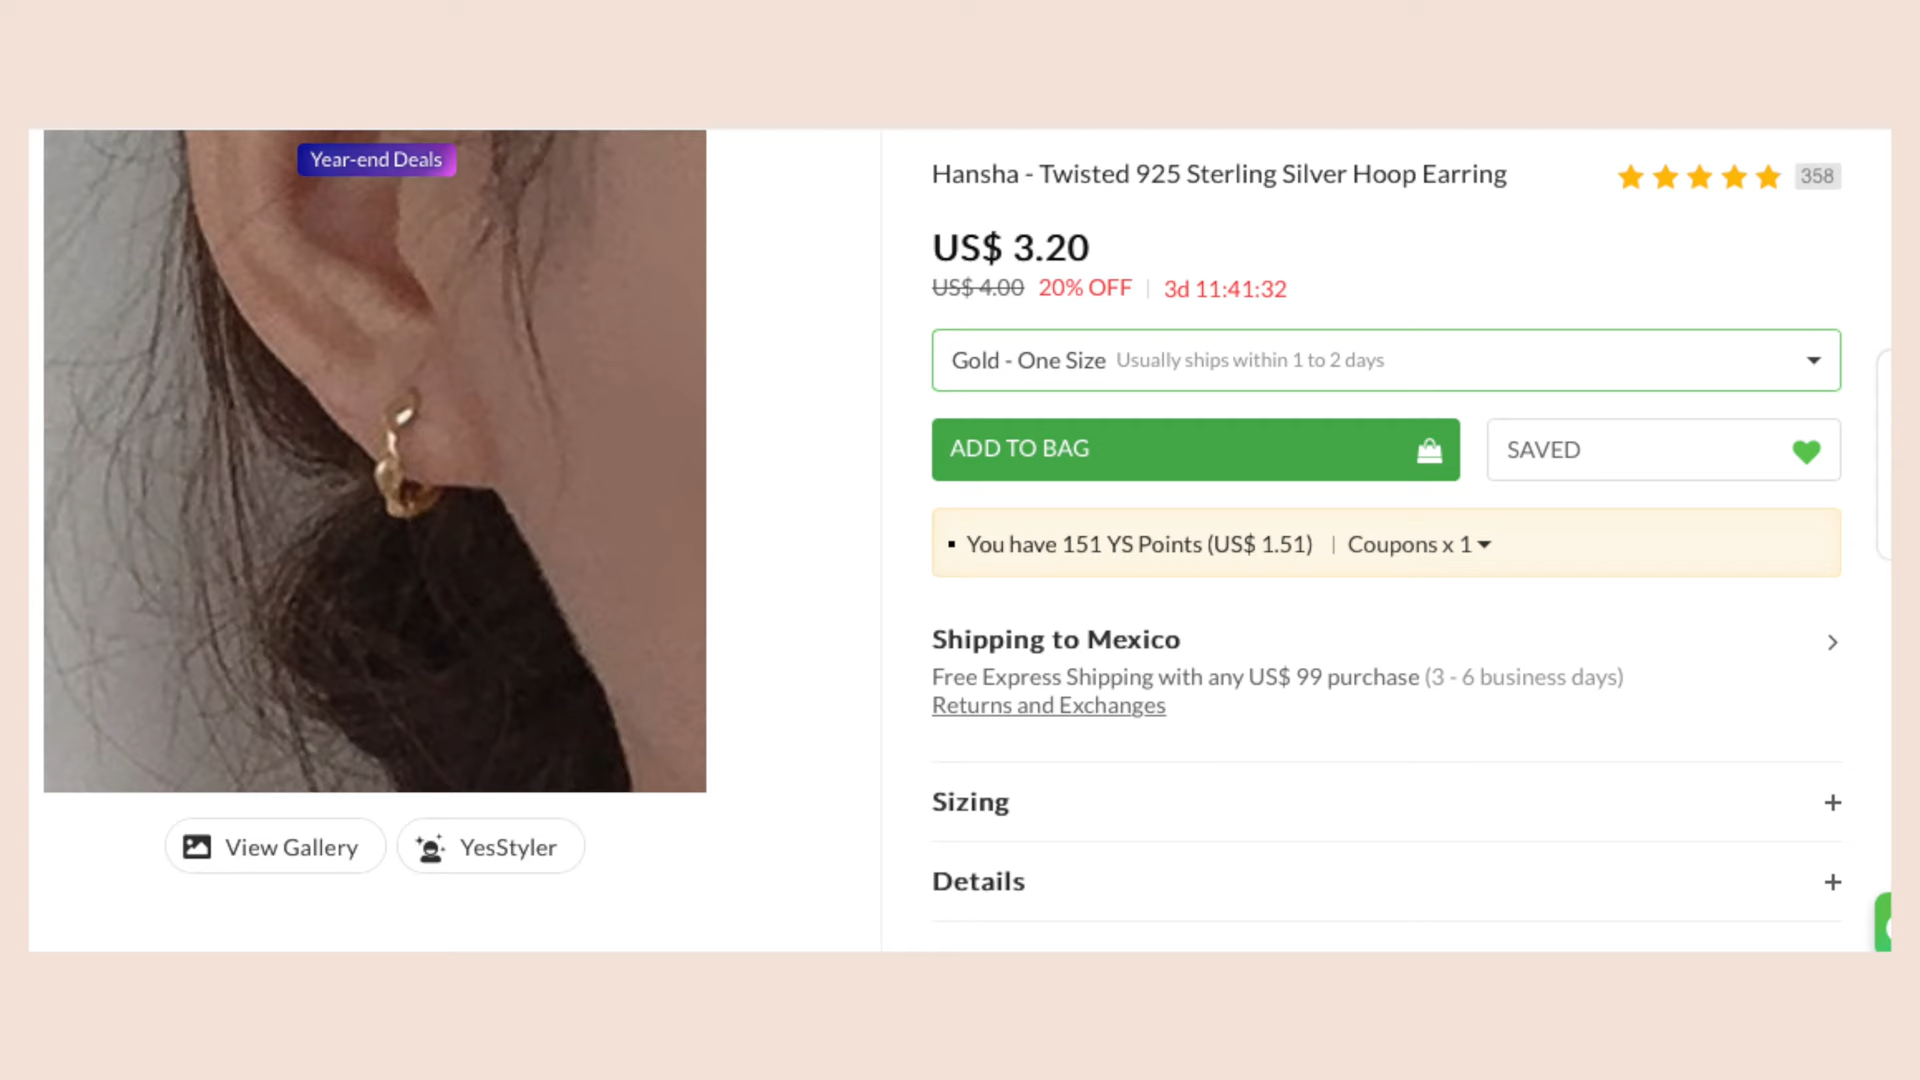 Year-end Deals
Hansha - Twisted 925 Sterling Silver Hoop Earring
358
US$ 3.20
US$ 4.00 20% OFF | 3d 11:41:32
Gold - One Size Usually ships within 1 to 2 days
ADD TO BAG
SAVED
▪ You have 151 YS Points (US$ 1.51) | Coupons x 1
Shipping to Mexico
Free Express Shipping with any US$ 99 purchase (3 - 6 business days)
Returns and Exchanges
Sizing
Details
View Gallery
YesStyler